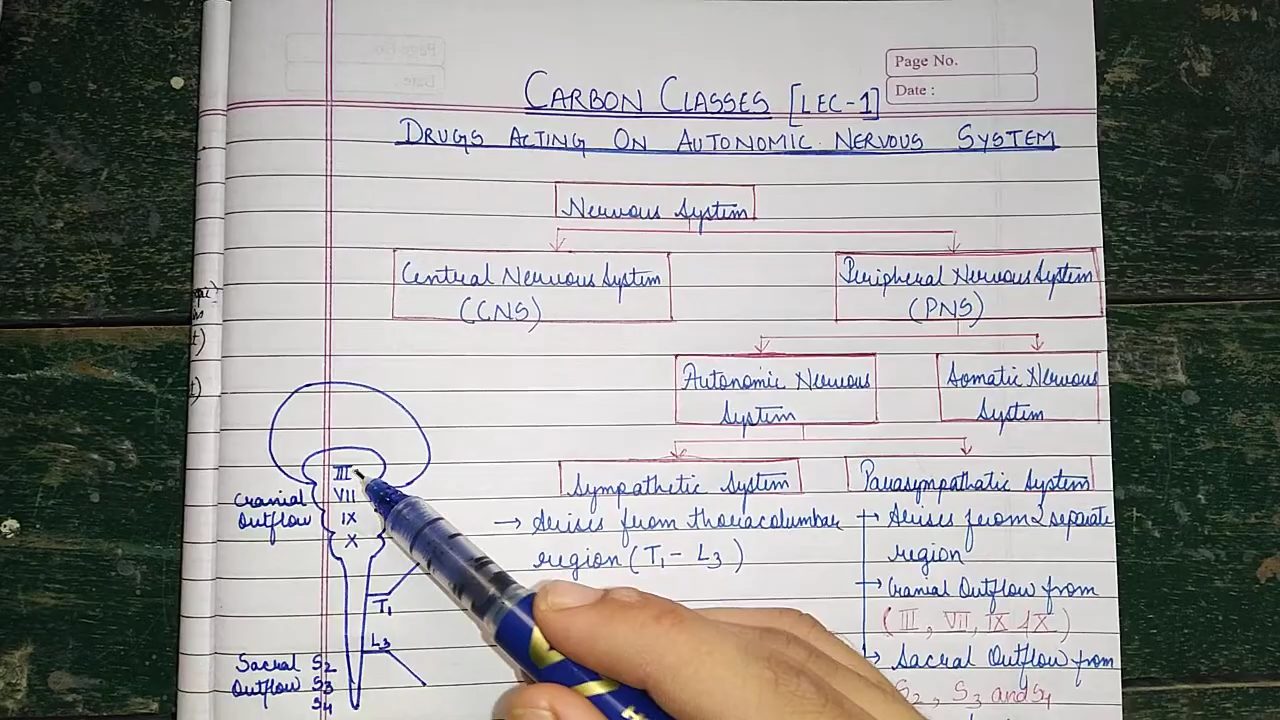 Page No.
Date :
CARBON CLASSES [LEC-1]
DRUGS ACTING ON AUTONOMIC NERVOUS SYSTEM
Nervous System
Central Nervous System
(CNS)
Peripheral Nervous System
(PNS)
Autonomic Nervous
System
Somatic Nervous
System
Sympathetic System
Parasympathatic System
→ Arises from thoracolumbar
region (T1 - L3)
→ Arises from 2 separate
region
→ Cranial Outflow from
(III, VII, IX & X)
→ Sacral Outflow from
S2, S3 and S4
Cranial
Outflow
III
VII
IX
X
T1
L3
Sacral S2
Outflow S3
S4